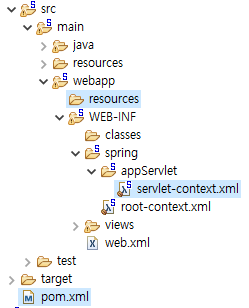 src
main
java
resources
webapp
resources
WEB-INF
classes
spring
appServlet
servlet-context.xml
root-context.xml
views
web.xml
test
target
pom.xml